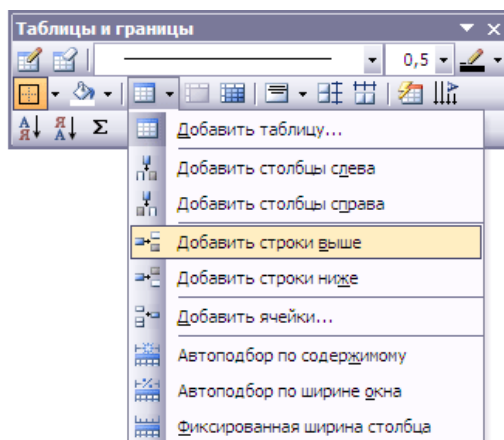 Таблицы и границы
0,5
А
Я
Я
А
Σ
Добавить таблицу...
Добавить столбцы слева
Добавить столбцы справа
Добавить строки выше
Добавить строки ниже
Добавить ячейки...
Автоподбор по содержимому
Автоподбор по ширине окна
Фиксированная ширина столбца